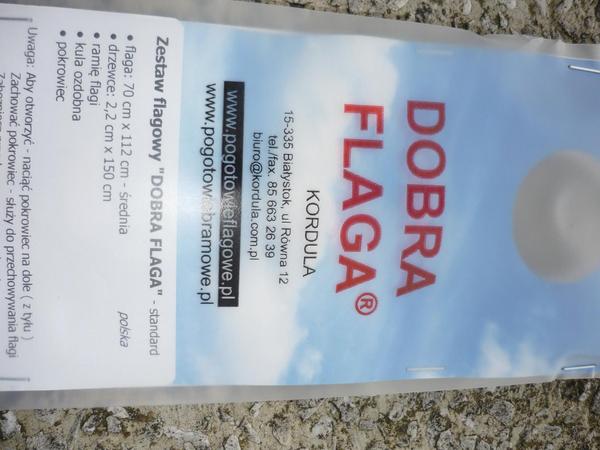 DOBRA
FLAGA®
KORDULA
15-335 Białystok, ul Równa 12
tel./fax. 85 663 26 39
biuro@kordula.com.pl
www.pogotowieflagowe.pl
www.pogotowiebramowe.pl
Zestaw flagowy "DOBRA FLAGA" - standard
• flaga: 70 cm x 112 cm - średnia
polska
• drzewce: 2,2 cm x 150 cm
• ramię flagi
• kula ozdobna
• pokrowiec
Uwaga: Aby otworzyć - naciąć pokrowiec na dole ( z tyłu )
Zachować pokrowiec - służy do przechowywania flagi